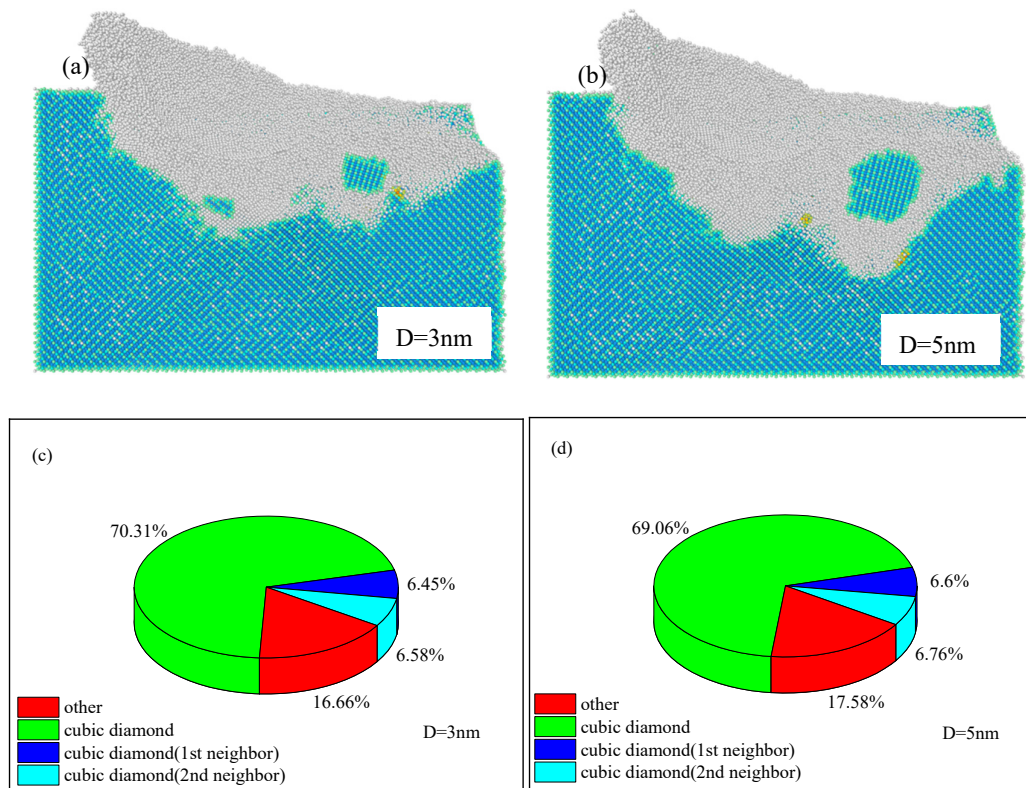 (a)
D=3nm
(b)
D=5nm
(c)
70.31%
6.45%
6.58%
16.66%
other
cubic diamond
cubic diamond(1st neighbor)
cubic diamond(2nd neighbor)
D=3nm
(d)
69.06%
6.6%
6.76%
17.58%
other
cubic diamond
cubic diamond(1st neighbor)
cubic diamond(2nd neighbor)
D=5nm